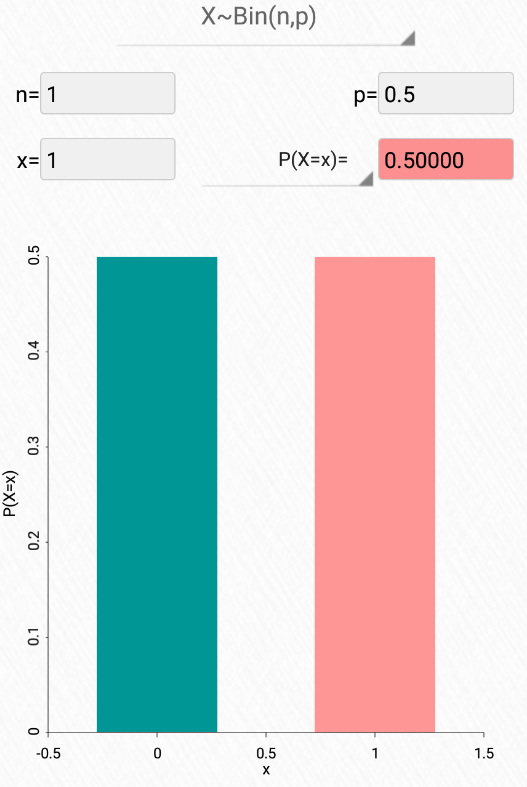 X~Bin(n,p)
n= 1 p= 0.5
x= 1 P(X=x)= 0.50000
0.5
0.4
0.3
P(X=x)
0.2
0.1
0
-0.5 0 0.5 1 1.5
x